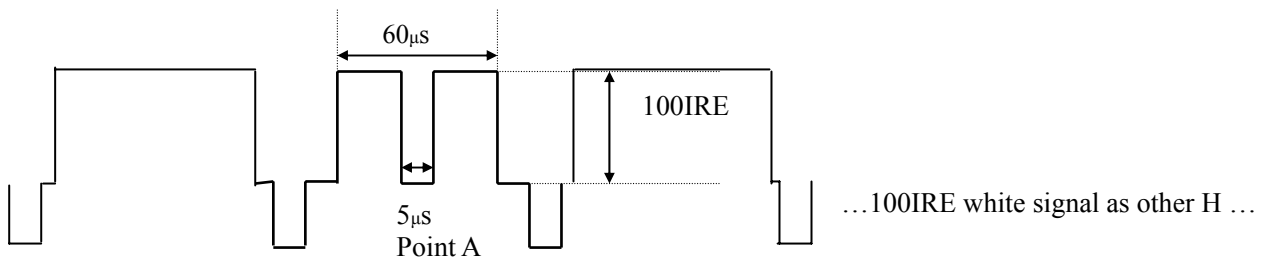 60μs
100IRE
…100IRE white signal as other H …
5μs
Point A